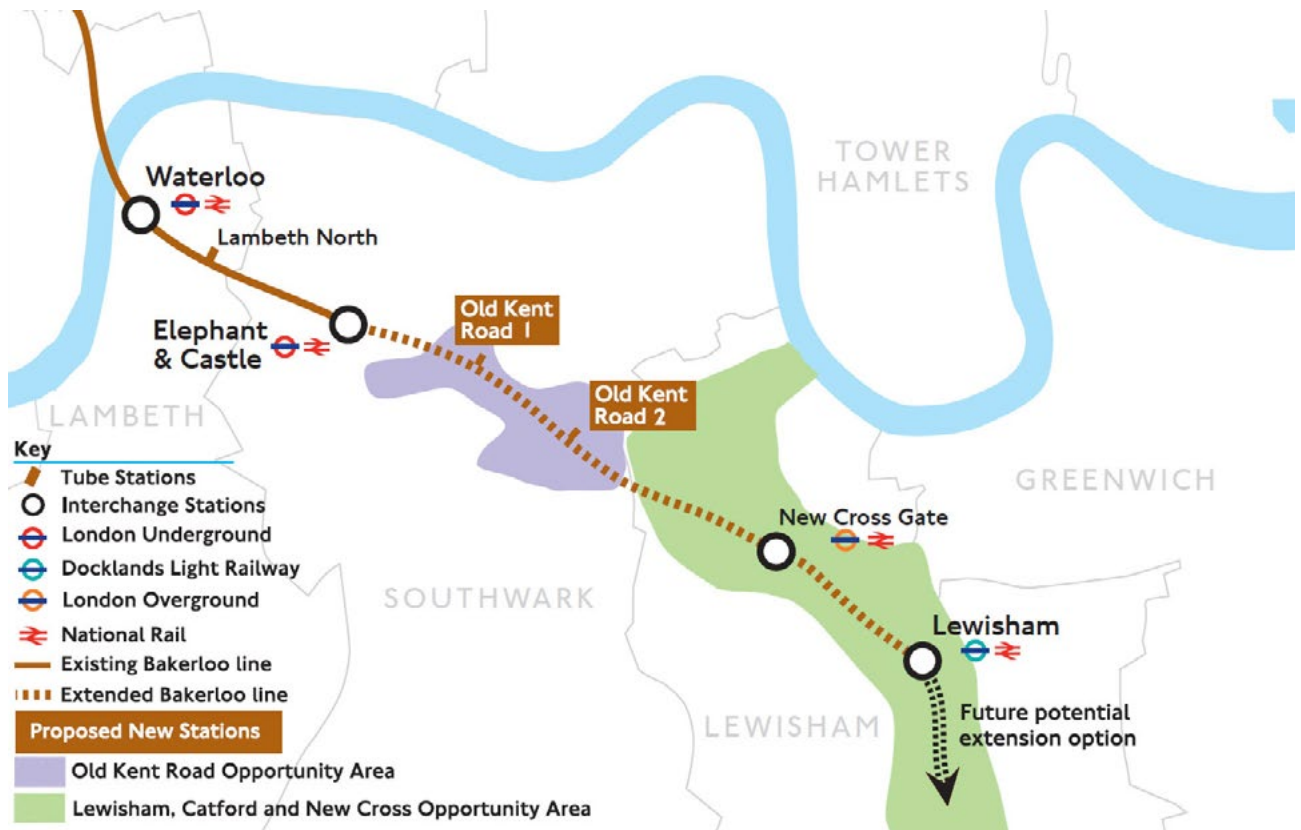 TOWER
HAMLETS
Waterloo
Lambeth North
Old Kent
Road 1
Elephant
& Castle
Old Kent
Road 2
LAMBETH
GREENWICH
New Cross Gate
SOUTHWARK
Lewisham
LEWISHAM
Future potential
extension option
Key
Tube Stations
Interchange Stations
London Underground
Docklands Light Railway
London Overground
National Rail
Existing Bakerloo line
Extended Bakerloo line
Proposed New Stations
Old Kent Road Opportunity Area
Lewisham, Catford and New Cross Opportunity Area